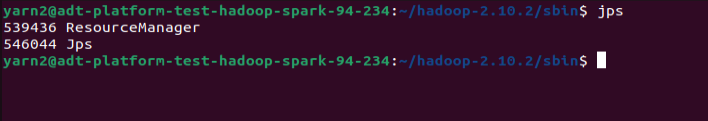 yarn2@adt-platform-test-hadoop-spark-94-234:~/hadoop-2.10.2/sbin$ jps
539436 ResourceManager
546044 Jps
yarn2@adt-platform-test-hadoop-spark-94-234:~/hadoop-2.10.2/sbin$